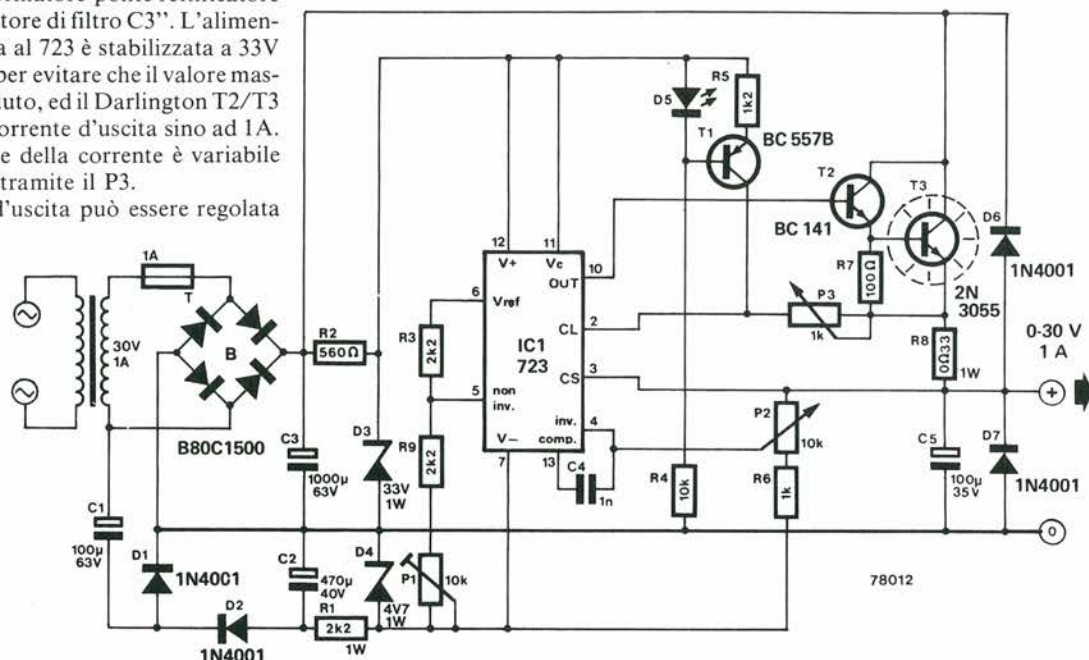 rmatore ponte rettificatore
tore di filtro C3”. L'alimen-
a al 723 è stabilizzata a 33V
per evitare che il valore mas-
duto, ed il Darlington T2/T3
orrente d'uscita sino ad 1A.
e della corrente è variabile
tramite il P3.
l'uscita può essere regolata
D5
R5
1k2
T1
BC 557B
T2
BC 141
T3
2N
3055
D6
1N4001
R7
100Ω
P3
1k
R8
0Ω33
1W
0-30 V
1 A
+
1A
T
30V
1A
B
B80C1500
R2
560Ω
12
V+
11
Vc
10
OUT
6
Vref
2
CL
IC1
723
3
CS
5
non
inv.
4
inv.
comp.
V−
7
13
C4
1n
R3
2k2
R9
2k2
P2
10k
R4
10k
R6
1k
C5
100µ
35V
D7
1N4001
0
C3
1000µ
63V
D3
33V
1W
C1
100µ
63V
D1
1N4001
D2
1N4001
C2
470µ
40V
R1
2k2
1W
D4
4V7
1W
P1
10k
78012